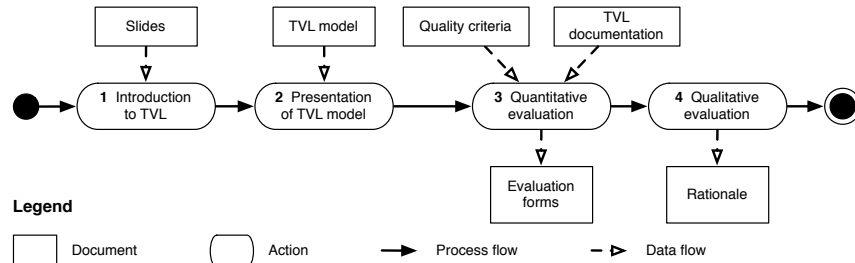 Slides
TVL model
Quality criteria
TVL
documentation
1 Introduction
to TVL
2 Presentation
of TVL model
3 Quantitative
evaluation
4 Qualitative
evaluation
Evaluation
forms
Rationale
Legend
Document
Action
Process flow
Data flow